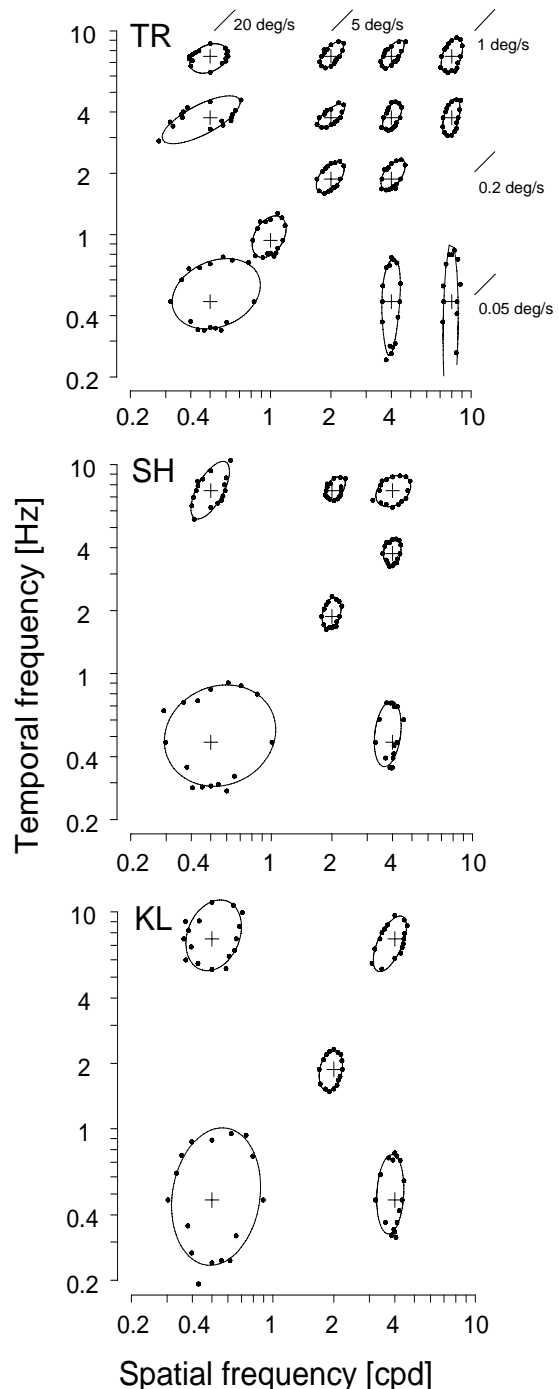 TR
20 deg/s
5 deg/s
1 deg/s
0.2 deg/s
0.05 deg/s
10
4
2
1
0.4
0.2
0.2 0.4 1 2 4 10
SH
10
4
2
1
0.4
0.2
0.2 0.4 1 2 4 10
Temporal frequency [Hz]
KL
10
4
2
1
0.4
0.2
0.2 0.4 1 2 4 10
Spatial frequency [cpd]